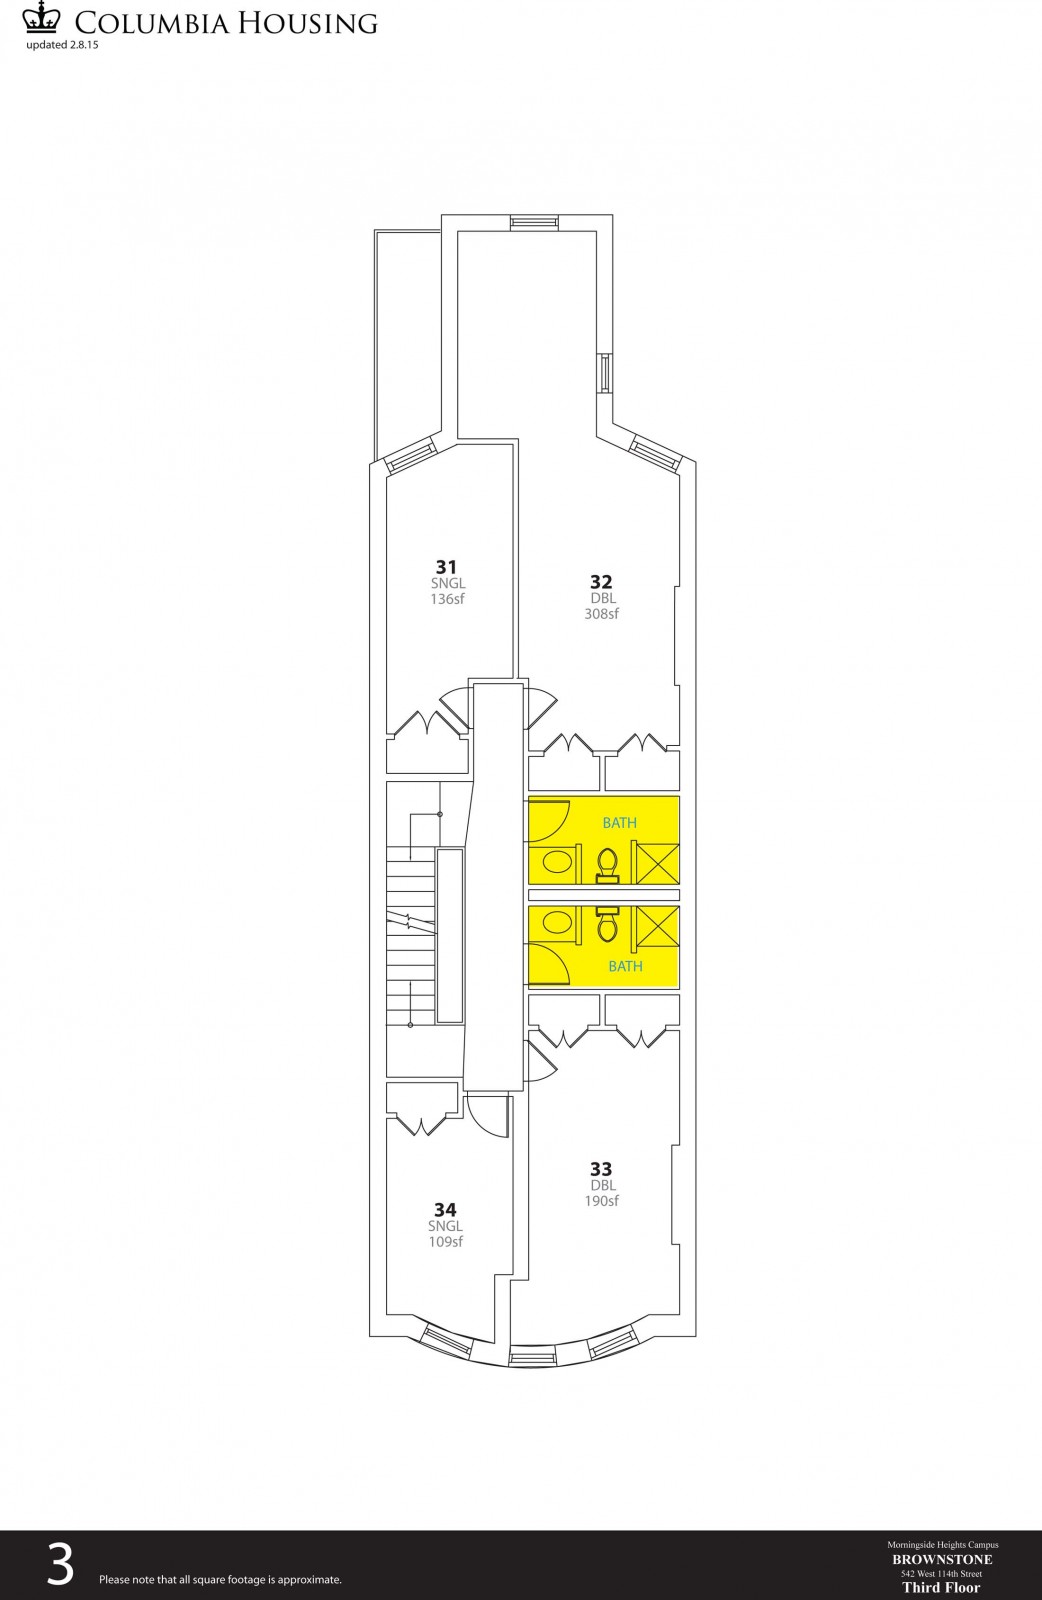 COLUMBIA HOUSING
updated 2.8.15
31
SNGL
136sf
32
DBL
308sf
BATH
BATH
33
DBL
190sf
34
SNGL
109sf
3
Please note that all square footage is approximate.
Morningside Heights Campus
BROWNSTONE
542 West 114th Street
Third Floor